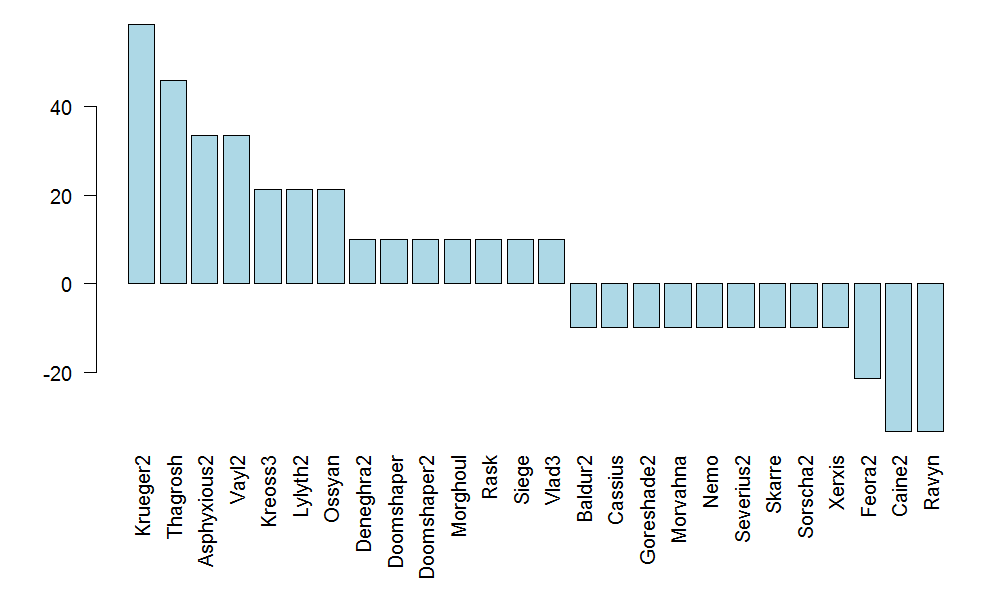 40
20
0
-20
Krueger2
Thagrosh
Asphyxious2
Vayl2
Kreoss3
Lylyth2
Ossyan
Deneghra2
Doomshaper
Doomshaper2
Morghoul
Rask
Siege
Vlad3
Baldur2
Cassius
Goreshade2
Morvahna
Nemo
Severius2
Skarre
Sorscha2
Xerxis
Feora2
Caine2
Ravyn